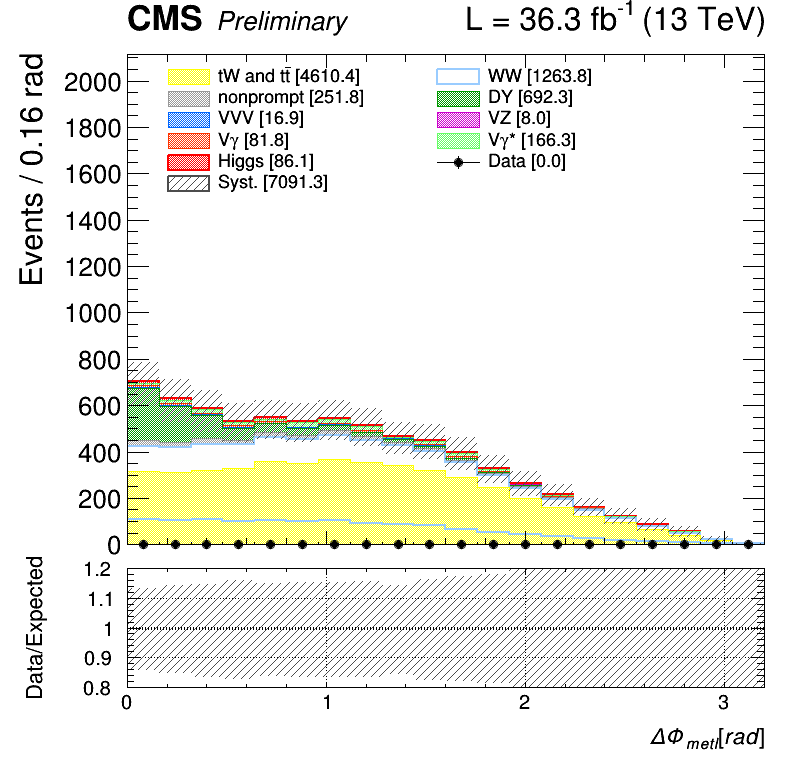 CMS Preliminary L = 36.3 fb⁻¹ (13 TeV)
Events / 0.16 rad
2000
1800
1600
1400
1200
1000
800
600
400
200
0
tW and tt̅ [4610.4]
nonprompt [251.8]
VVV [16.9]
Vγ [81.8]
Higgs [86.1]
Syst. [7091.3]
WW [1263.8]
DY [692.3]
VZ [8.0]
Vγ* [166.3]
Data [0.0]
Data/Expected
1.2
1.1
1
0.9
0.8
0 1 2 3
ΔΦmetl[rad]